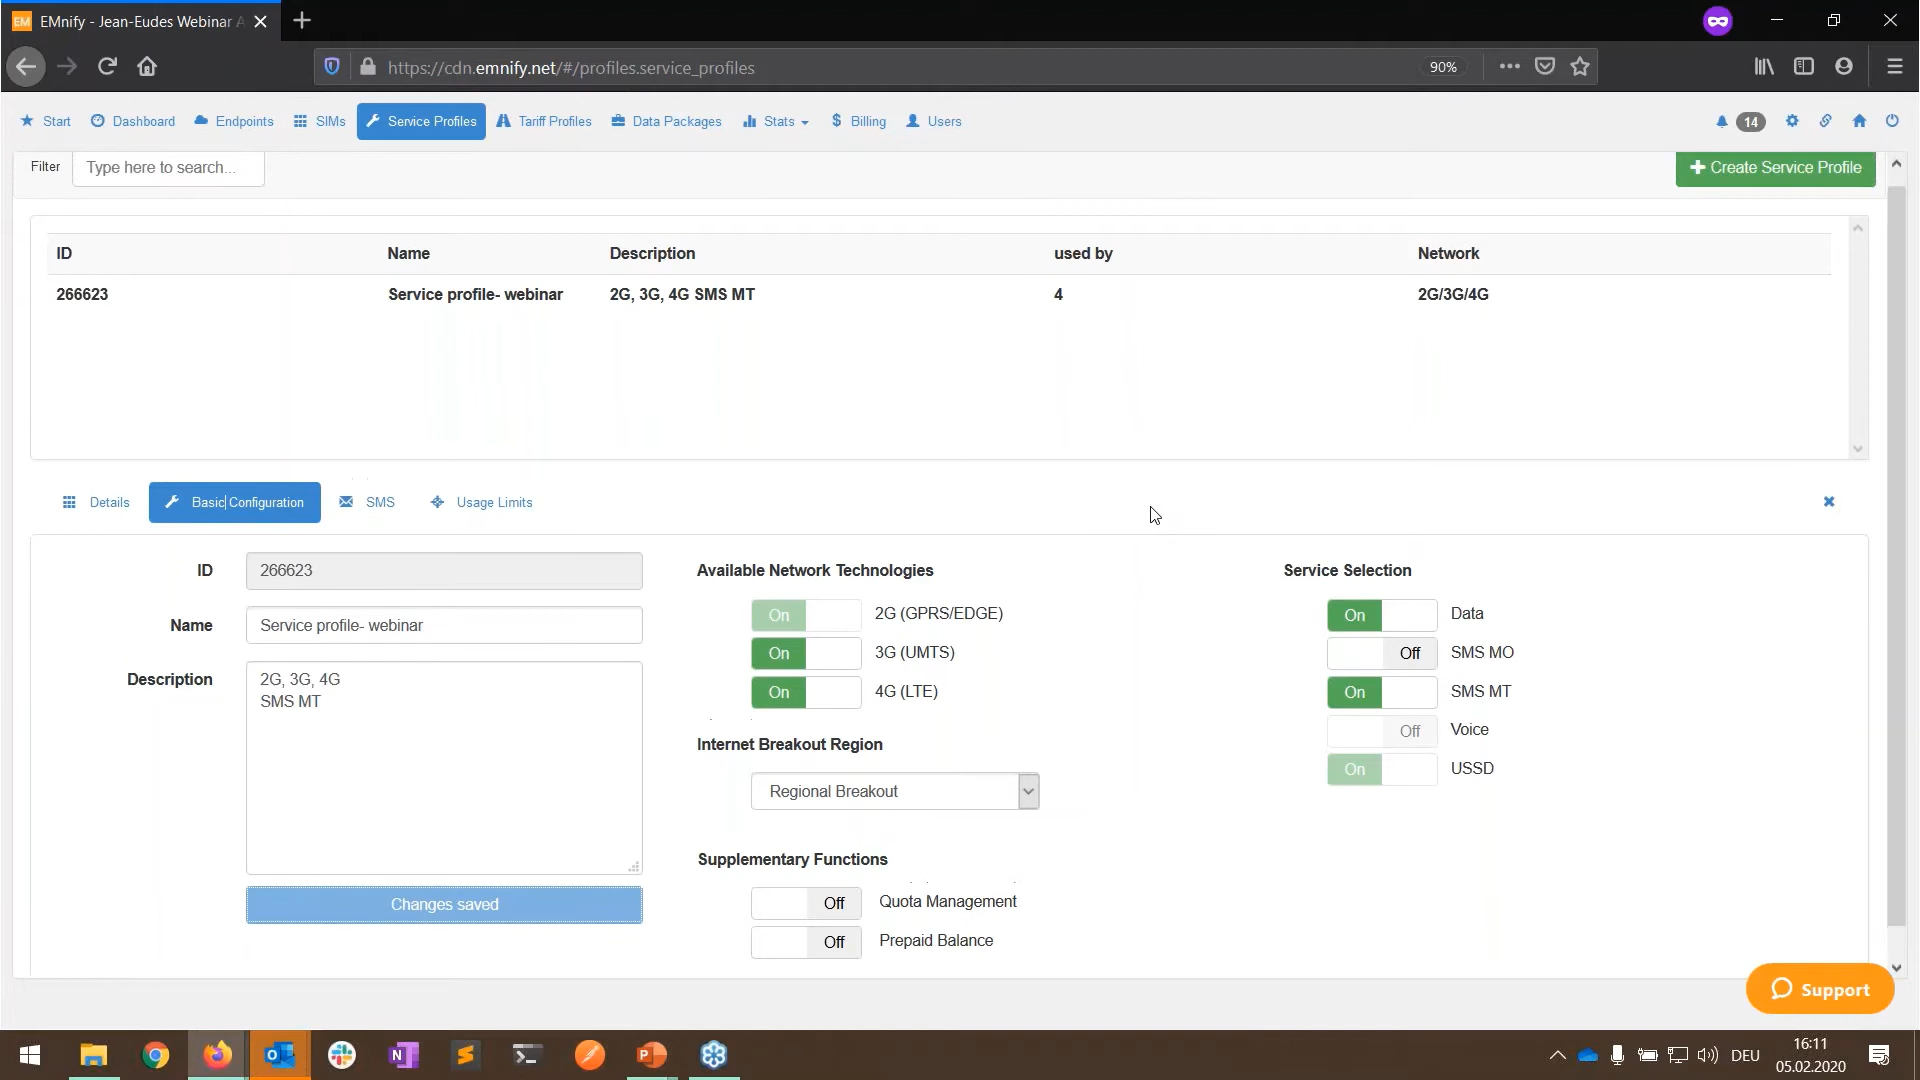 EM EMnify - Jean-Eudes Webinar A
https://cdn.emnify.net/#/profiles.service_profiles
90%
Start
Dashboard
Endpoints
SIMs
Service Profiles
Tariff Profiles
Data Packages
Stats
$ Billing
Users
14
Filter
Type here to search...
Create Service Profile
ID Name Description used by Network
266623 Service profile- webinar 2G, 3G, 4G SMS MT 4 2G/3G/4G
Details
Basic Configuration
SMS
Usage Limits
ID
266623
Name
Service profile- webinar
Description
2G, 3G, 4G
SMS MT
Changes saved
Available Network Technologies
On 2G (GPRS/EDGE)
On 3G (UMTS)
On 4G (LTE)
Internet Breakout Region
Regional Breakout
Supplementary Functions
Off Quota Management
Off Prepaid Balance
Service Selection
On Data
Off SMS MO
On SMS MT
Off Voice
On USSD
Support
DEU
16:11
05.02.2020